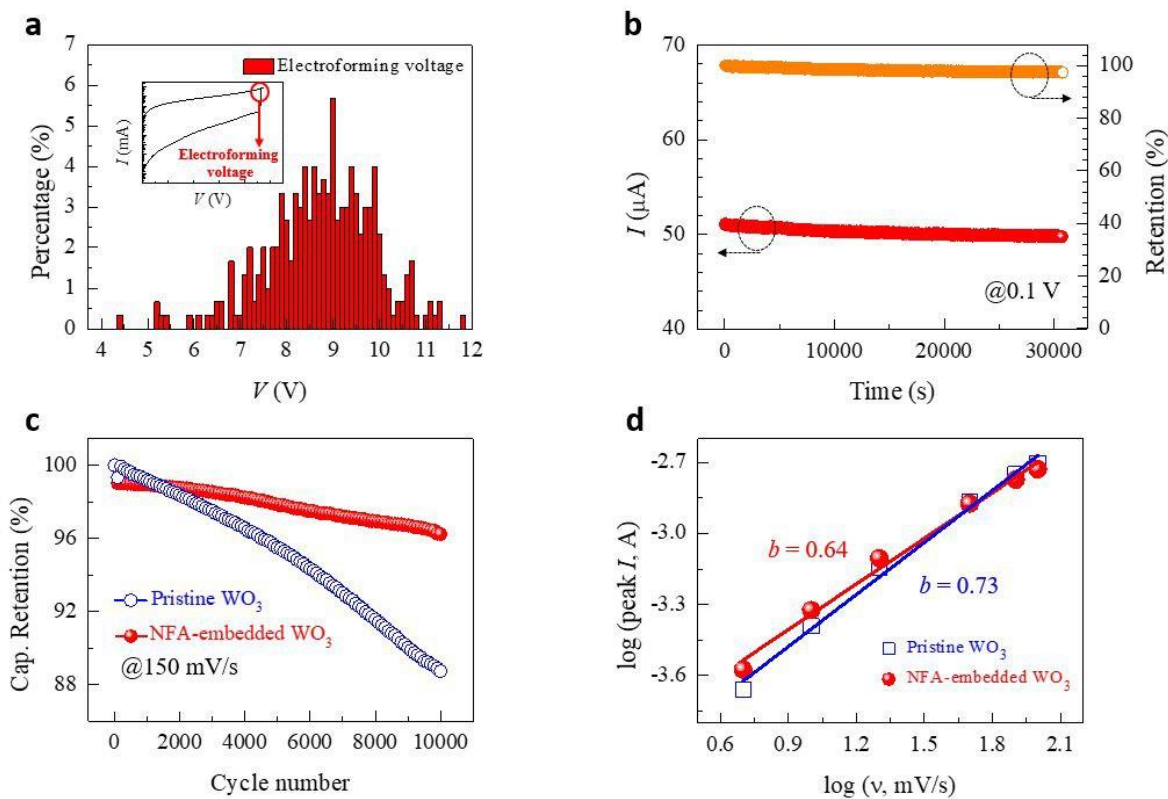 a
7
6
5
4
3
2
1
0
Percentage (%)
Electroforming voltage
I (mA)
Electroforming
voltage
V (V)
4 5 6 7 8 9 10 11 12
V (V)
b
70
60
50
40
I (μA)
100
80
60
40
20
0
Retention (%)
@0.1 V
0 10000 20000 30000
Time (s)
c
100
96
92
88
Cap. Retention (%)
Pristine WO₃
NFA-embedded WO₃
@150 mV/s
0 2000 4000 6000 8000 10000
Cycle number
d
-2.7
-3.0
-3.3
-3.6
log (peak I, A)
b = 0.64
b = 0.73
Pristine WO₃
NFA-embedded WO₃
0.6 0.9 1.2 1.5 1.8 2.1
log (ν, mV/s)